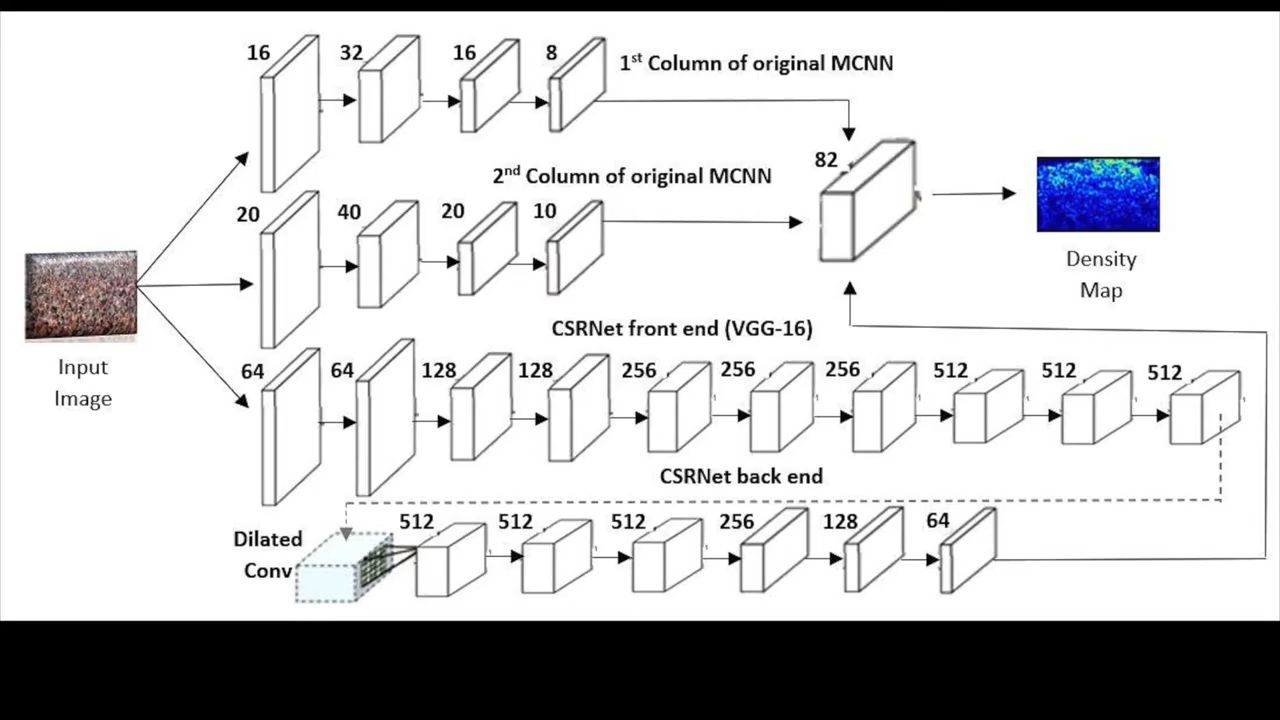 16 32 16 8
1st Column of original MCNN
82
2nd Column of original MCNN
20 40 20 10
Input
Image
Density
Map
CSRNet front end (VGG-16)
64 64 128 128 256 256 256 512 512 512
CSRNet back end
Dilated
Conv
512 512 512 256 128 64